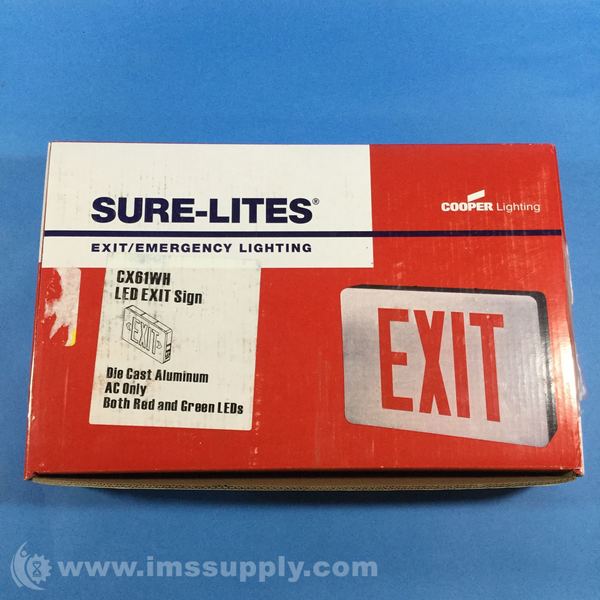 SURE-LITES®
EXIT/EMERGENCY LIGHTING
COOPER Lighting
CX61WH
LED EXIT Sign
EXIT
Die Cast Aluminum
AC Only
Both Red and Green LEDs
EXIT
www.imssupply.com